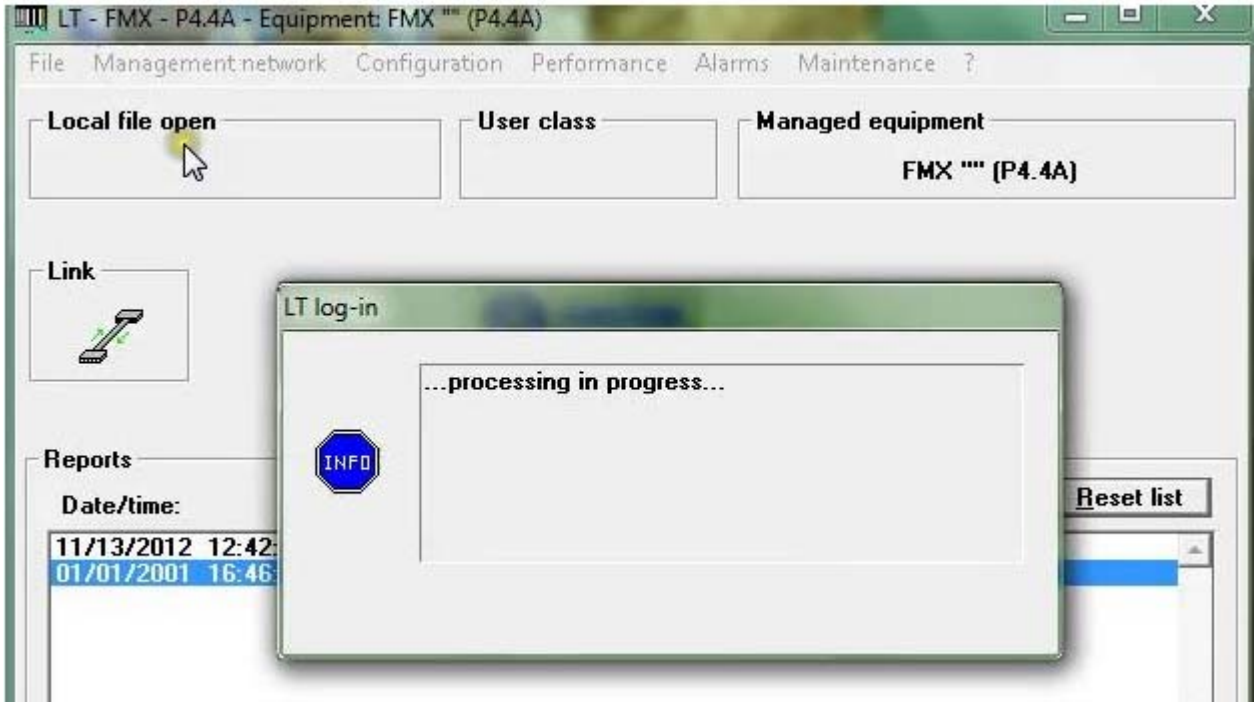 LT - FMX - P4.4A - Equipment: FMX "" (P4.4A)
File Management network Configuration Performance Alarms Maintenance ?
Local file open
User class
Managed equipment
FMX "" (P4.4A)
Link
LT log-in
...processing in progress...
INFO
Reports
Date/time:
Reset list
11/13/2012 12:42:
01/01/2001 16:46